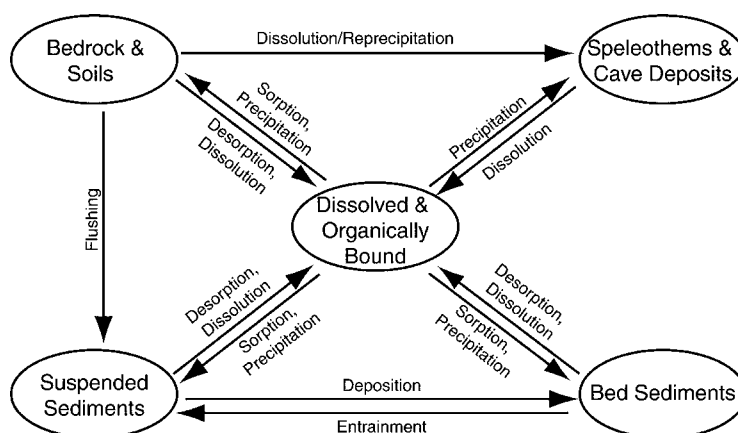 Bedrock &
Soils
Dissolution/Reprecipitation
Speleothems &
Cave Deposits
Sorption,
Precipitation
Desorption,
Dissolution
Precipitation
Dissolution
Flushing
Dissolved &
Organically
Bound
Desorption,
Dissolution
Sorption,
Precipitation
Desorption,
Dissolution
Sorption,
Precipitation
Suspended
Sediments
Deposition
Entrainment
Bed Sediments